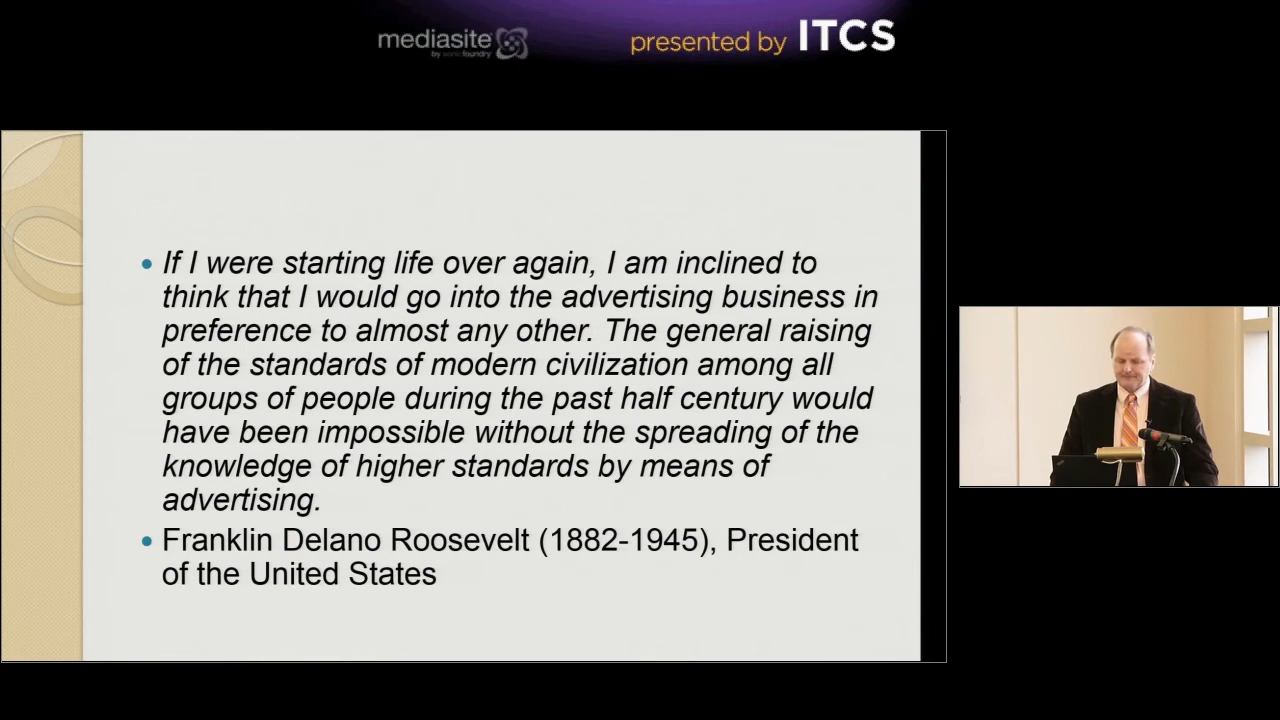 mediasite
by sonicfoundry
presented by ITCS
• If I were starting life over again, I am inclined to
think that I would go into the advertising business in
preference to almost any other. The general raising
of the standards of modern civilization among all
groups of people during the past half century would
have been impossible without the spreading of the
knowledge of higher standards by means of
advertising.
• Franklin Delano Roosevelt (1882-1945), President
of the United States